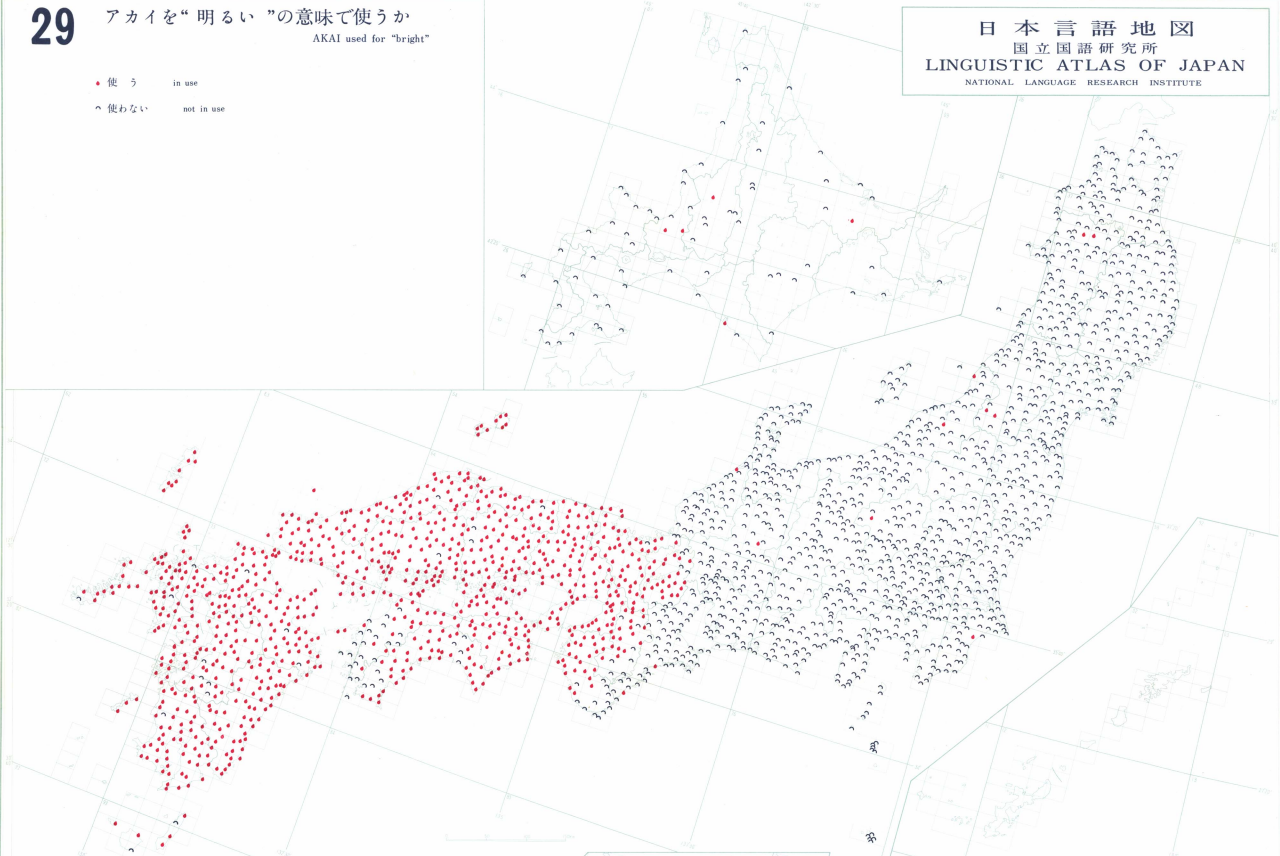 29
アカイを“明るい”の意味で使うか
AKAI used for “bright”
使う in use
使わない not in use
日本言語地図
国立国語研究所
LINGUISTIC ATLAS OF JAPAN
NATIONAL LANGUAGE RESEARCH INSTITUTE